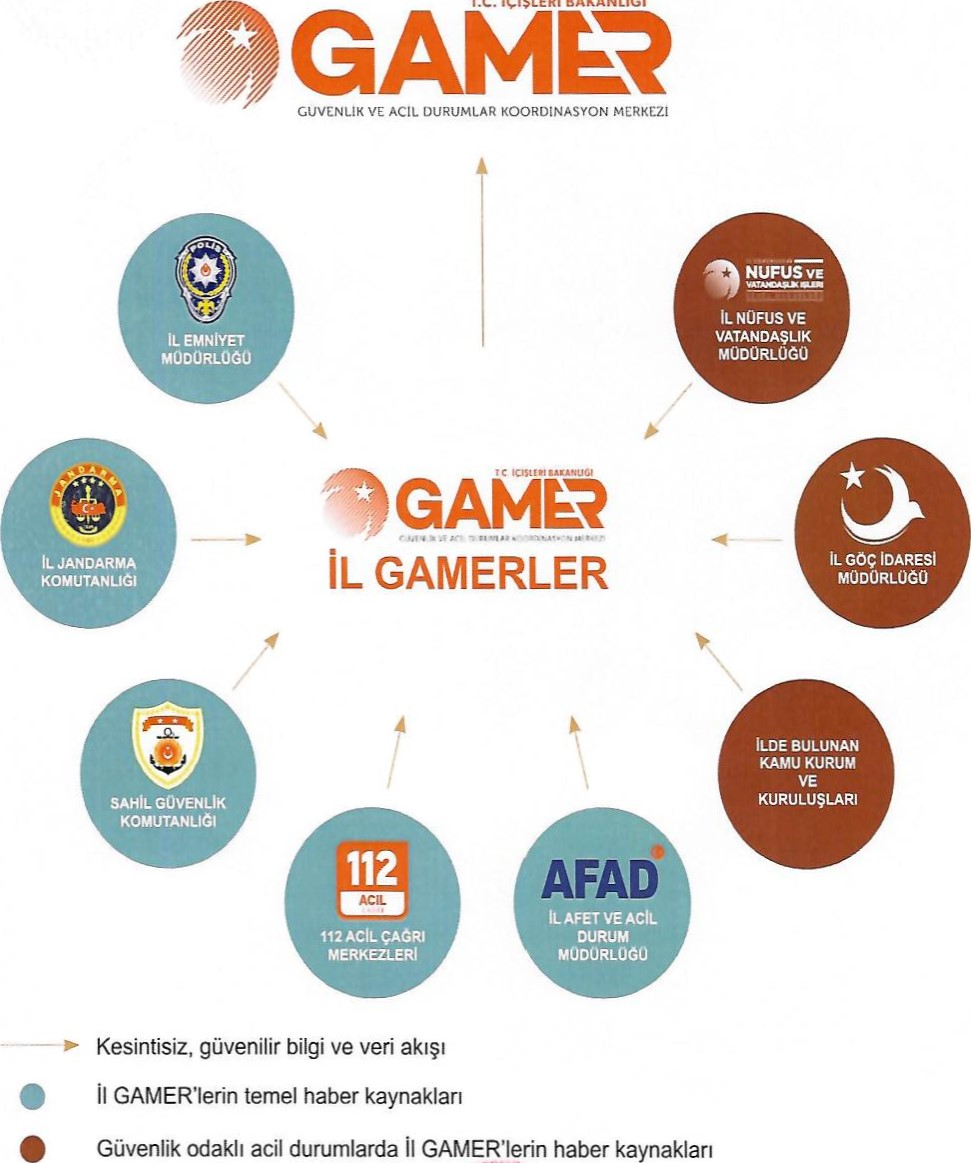 T.C. İÇİŞLERİ BAKANLIĞI
GAMER
GÜVENLİK VE ACİL DURUMLAR KOORDİNASYON MERKEZİ
POLİS
İL EMNİYET
MÜDÜRLÜĞÜ
NÜFUS VE
VATANDAŞLIK İŞLERİ
İL NÜFUS VE
VATANDAŞLIK
MÜDÜRLÜĞÜ
JANDARMA
İL JANDARMA
KOMUTANLIĞI
T.C. İÇİŞLERİ BAKANLIĞI
GAMER
GÜVENLİK VE ACİL DURUMLAR KOORDİNASYON MERKEZİ
İL GAMERLER
İL GÖÇ İDARESİ
MÜDÜRLÜĞÜ
SAHİL GÜVENLİK
KOMUTANLIĞI
İLDE BULUNAN
KAMU KURUM
VE
KURULUŞLARI
112
ACİL
112 ACİL ÇAĞRI
MERKEZLERİ
AFAD
İL AFET VE ACİL
DURUM
MÜDÜRLÜĞÜ
Kesintisiz, güvenilir bilgi ve veri akışı
İl GAMER'lerin temel haber kaynakları
Güvenlik odaklı acil durumlarda İl GAMER'lerin haber kaynakları